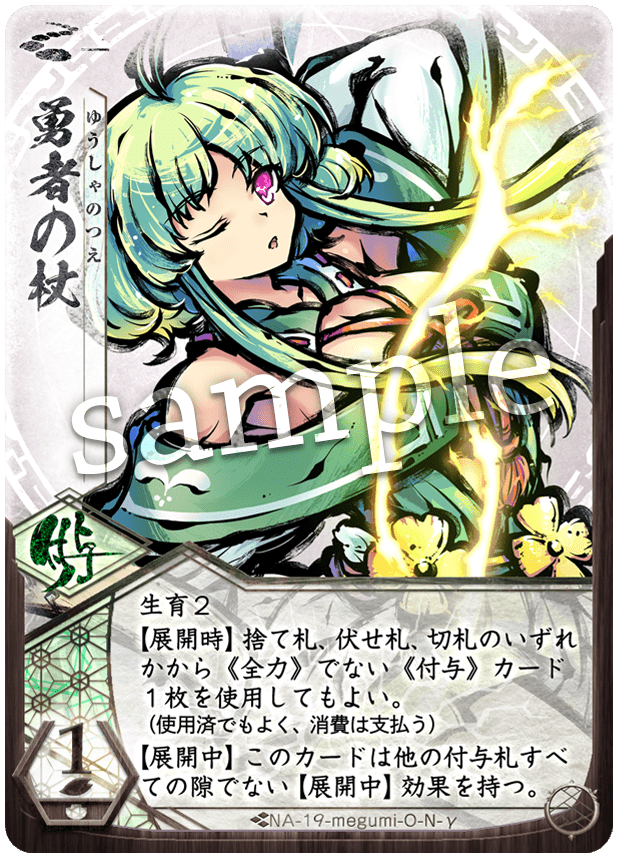 勇者の杖
ゆうしゃのつえ
sample
生育２
【展開時】捨て札、伏せ札、切札のいずれ
かから《全力》でない《付与》カード
１枚を使用してもよい。
（使用済でもよく、消費は支払う）
【展開中】このカードは他の付与札すべ
ての隙でない【展開中】効果を持つ。
1
NA-19-megumi-O-N-γ